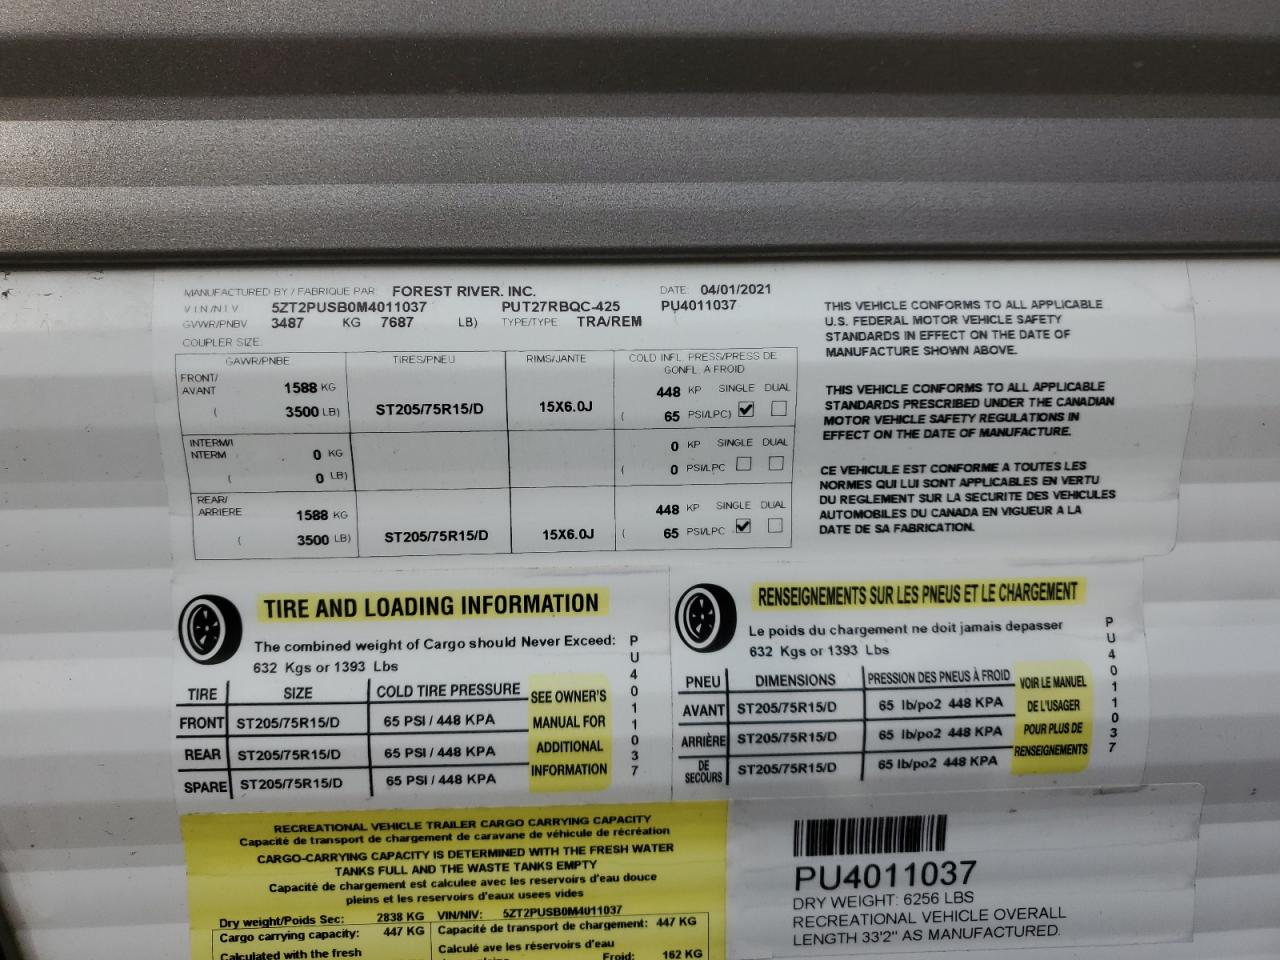 MANUFACTURED BY / FABRIQUE PAR FOREST RIVER. INC. DATE: 04/01/2021
V.I.N/N I V 5ZT2PUSB0M4011037 PUT27RBQC-425 PU4011037
GVWR/PNBV 3487 KG 7687 LB) TYPE/TYPE TRA/REM
COUPLER SIZE
GAWR/PNBE TIRES/PNEU RIMS/JANTE COLD INFL. PRESS/PRESS DE
GONFL. A FROID
FRONT/
AVANT 1588 KG 448 KP SINGLE DUAL
( 3500 LB) ST205/75R15/D 15X6.0J ( 65 PSI/LPC)
INTERM/I
NTERM 0 KG 0 KP SINGLE DUAL
( 0 LB) ( 0 PSI/LPC
REAR/
ARRIERE 1588 KG 448 KP SINGLE DUAL
( 3500 LB) ST205/75R15/D 15X6.0J ( 65 PSI/LPC
THIS VEHICLE CONFORMS TO ALL APPLICABLE
U.S. FEDERAL MOTOR VEHICLE SAFETY
STANDARDS IN EFFECT ON THE DATE OF
MANUFACTURE SHOWN ABOVE.
THIS VEHICLE CONFORMS TO ALL APPLICABLE
STANDARDS PRESCRIBED UNDER THE CANADIAN
MOTOR VEHICLE SAFETY REGULATIONS IN
EFFECT ON THE DATE OF MANUFACTURE.
CE VEHICULE EST CONFORME A TOUTES LES
NORMES QUI LUI SONT APPLICABLES EN VERTU
DU REGLEMENT SUR LA SECURITE DES VEHICULES
AUTOMOBILES DU CANADA EN VIGUEUR A LA
DATE DE SA FABRICATION.
TIRE AND LOADING INFORMATION
The combined weight of Cargo should Never Exceed:
632 Kgs or 1393 Lbs
TIRE SIZE COLD TIRE PRESSURE
FRONT ST205/75R15/D 65 PSI / 448 KPA
REAR ST205/75R15/D 65 PSI / 448 KPA
SPARE ST205/75R15/D 65 PSI / 448 KPA
SEE OWNER'S
MANUAL FOR
ADDITIONAL
INFORMATION
PU4011037
RENSEIGNEMENTS SUR LES PNEUS ET LE CHARGEMENT
Le poids du chargement ne doit jamais depasser
632 Kgs or 1393 Lbs
PNEU DIMENSIONS PRESSION DES PNEUS À FROID
AVANT ST205/75R15/D 65 lb/po2 448 KPA
ARRIÈRE ST205/75R15/D 65 lb/po2 448 KPA
DE
SECOURS ST205/75R15/D 65 lb/po2 448 KPA
VOIR LE MANUEL
DE L'USAGER
POUR PLUS DE
RENSEIGNEMENTS
PU4011037
RECREATIONAL VEHICLE TRAILER CARGO CARRYING CAPACITY
Capacité de transport de chargement de caravane de véhicule de récréation
CARGO-CARRYING CAPACITY IS DETERMINED WITH THE FRESH WATER
TANKS FULL AND THE WASTE TANKS EMPTY
Capacité de chargement est calculee avec les reservoirs d'eau douce
pleins et les reservoirs d'eaux usees vides
Dry weight/Poids Sec: 2838 KG VIN/NIV: 5ZT2PUSB0M4011037
Cargo carrying capacity: 447 KG Capacité de transport de chargement: 447 KG
Calculated with the fresh Calculé ave les réservoirs d'eau
Froid: 162 KG
PU4011037
DRY WEIGHT: 6256 LBS
RECREATIONAL VEHICLE OVERALL
LENGTH 33'2" AS MANUFACTURED.